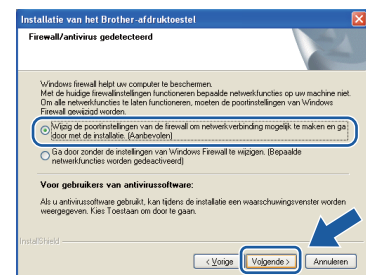 Installatie van het Brother-afdruktoestel
Firewall/antivirus gedetecteerd
Windows firewall helpt uw computer te beschermen.
Met de huidige firewallinstellingen functioneren bepaalde netwerkfuncties op uw machine niet.
Om alle netwerkfuncties te laten functioneren, moeten de poortinstellingen van Windows
Firewall gewijzigd worden.
Wijzig de poortinstellingen van de firewall om netwerkverbinding mogelijk te maken en ga
door met de installatie. (Aanbevolen)
Ga door zonder de instellingen van Windows Firewall te wijzigen. (Bepaalde
netwerkfuncties worden gedeactiveerd)
Voor gebruikers van antivirussoftware:
Als u antivirussoftware gebruikt, kan tijdens de installatie een waarschuwingsvenster worden
weergegeven. Kies Toestaan om door te gaan.
InstallShield
< Vorige
Volgende >
Annuleren